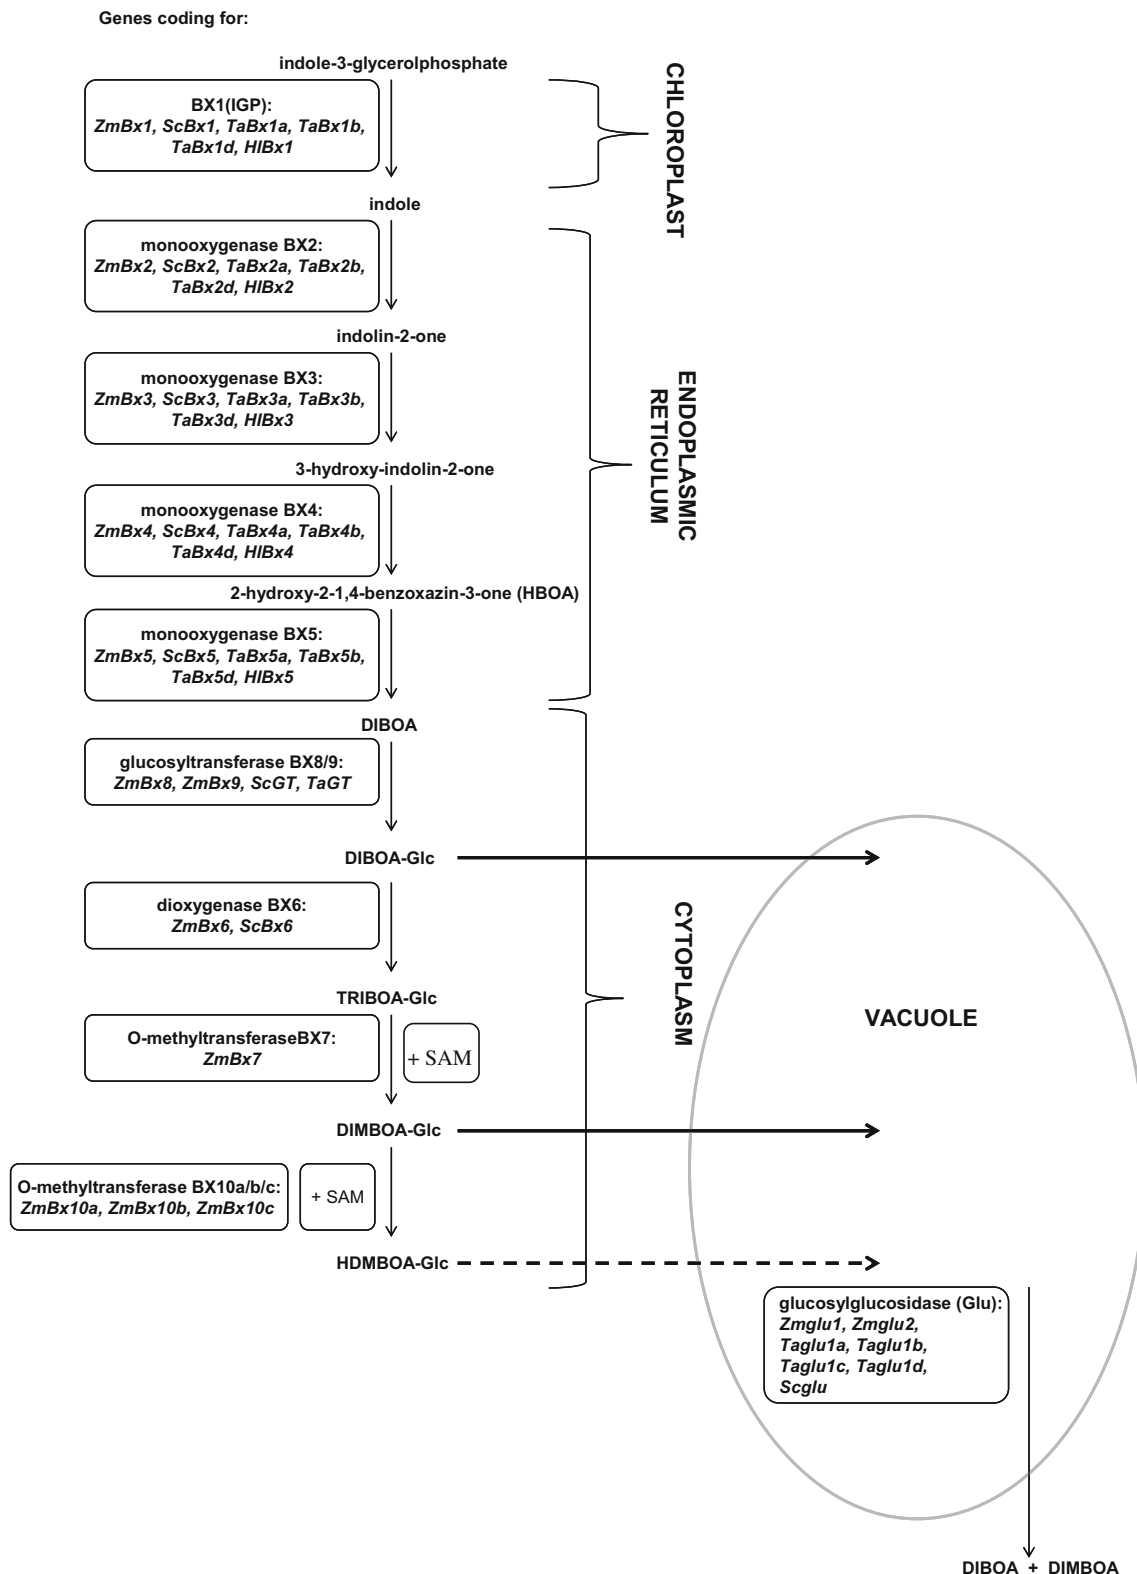 Genes coding for:
indole-3-glycerolphosphate
BX1(IGP):
ZmBx1, ScBx1, TaBx1a, TaBx1b,
TaBx1d, HlBx1
CHLOROPLAST
indole
monooxygenase BX2:
ZmBx2, ScBx2, TaBx2a, TaBx2b,
TaBx2d, HlBx2
indolin-2-one
monooxygenase BX3:
ZmBx3, ScBx3, TaBx3a, TaBx3b,
TaBx3d, HlBx3
ENDOPLASMIC
RETICULUM
3-hydroxy-indolin-2-one
monooxygenase BX4:
ZmBx4, ScBx4, TaBx4a, TaBx4b,
TaBx4d, HlBx4
2-hydroxy-2-1,4-benzoxazin-3-one (HBOA)
monooxygenase BX5:
ZmBx5, ScBx5, TaBx5a, TaBx5b,
TaBx5d, HlBx5
DIBOA
glucosyltransferase BX8/9:
ZmBx8, ZmBx9, ScGT, TaGT
DIBOA-Glc
dioxygenase BX6:
ZmBx6, ScBx6
CYTOPLASM
TRIBOA-Glc
VACUOLE
O-methyltransferaseBX7:
ZmBx7
+ SAM
DIMBOA-Glc
O-methyltransferase BX10a/b/c:
ZmBx10a, ZmBx10b, ZmBx10c
+ SAM
HDMBOA-Glc
glucosylglucosidase (Glu):
Zmglu1, Zmglu2,
Taglu1a, Taglu1b,
Taglu1c, Taglu1d,
Scglu
DIBOA + DIMBOA